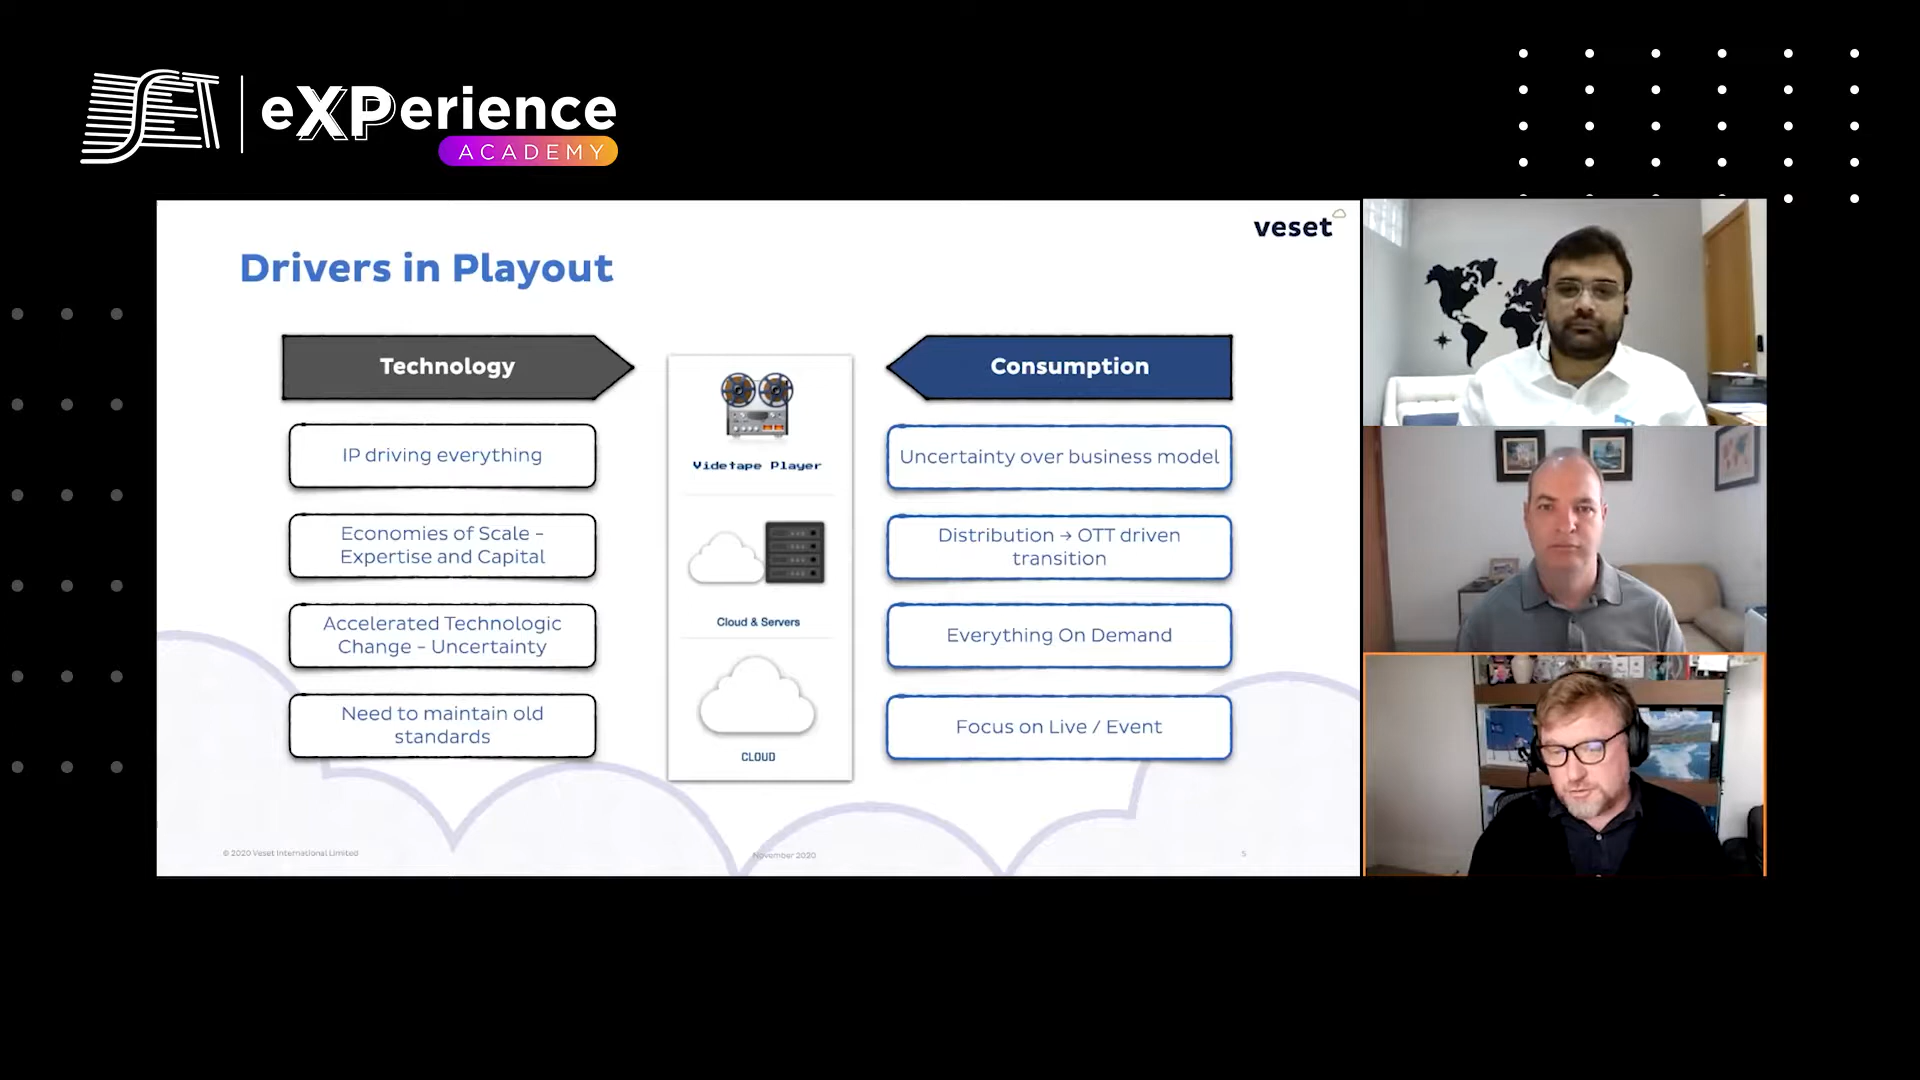 SET
eXPerience
ACADEMY
veset
Drivers in Playout
Technology
IP driving everything
Economies of Scale -
Expertise and Capital
Accelerated Technologic
Change - Uncertainty
Need to maintain old
standards
Videtape Player
Cloud & Servers
CLOUD
Consumption
Uncertainty over business model
Distribution → OTT driven
transition
Everything On Demand
Focus on Live / Event
© 2020 Veset International Limited
November 2020
5